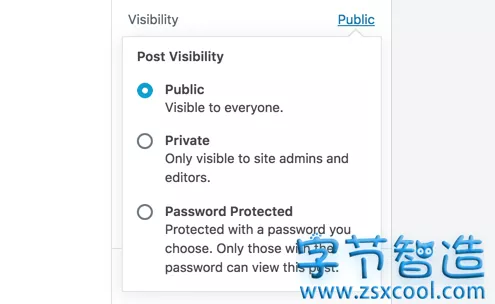 Visibility Public
Post Visibility
Public
Visible to everyone.
Private
Only visible to site admins and
editors.
Password Protected
Protected with a password you
choose. Only those with the
password can view this post.
字节智造
www.zsxcool.com